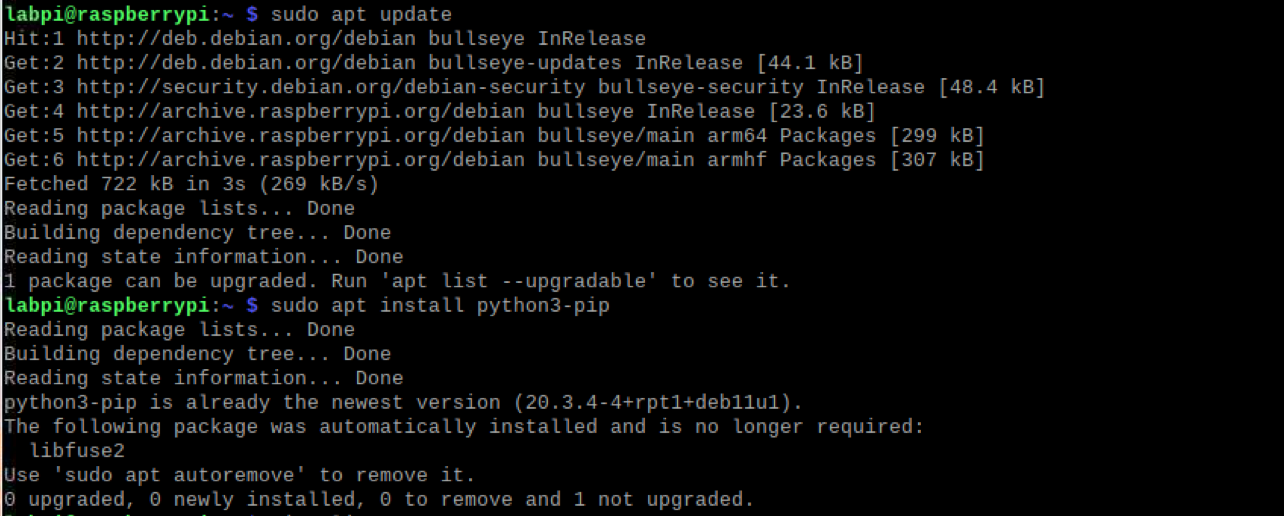 labpi@raspberrypi:~ $ sudo apt update
Hit:1 http://deb.debian.org/debian bullseye InRelease
Get:2 http://deb.debian.org/debian bullseye-updates InRelease [44.1 kB]
Get:3 http://security.debian.org/debian-security bullseye-security InRelease [48.4 kB]
Get:4 http://archive.raspberrypi.org/debian bullseye InRelease [23.6 kB]
Get:5 http://archive.raspberrypi.org/debian bullseye/main arm64 Packages [299 kB]
Get:6 http://archive.raspberrypi.org/debian bullseye/main armhf Packages [307 kB]
Fetched 722 kB in 3s (269 kB/s)
Reading package lists... Done
Building dependency tree... Done
Reading state information... Done
1 package can be upgraded. Run 'apt list --upgradable' to see it.
labpi@raspberrypi:~ $ sudo apt install python3-pip
Reading package lists... Done
Building dependency tree... Done
Reading state information... Done
python3-pip is already the newest version (20.3.4-4+rpt1+deb11u1).
The following package was automatically installed and is no longer required:
  libfuse2
Use 'sudo apt autoremove' to remove it.
0 upgraded, 0 newly installed, 0 to remove and 1 not upgraded.